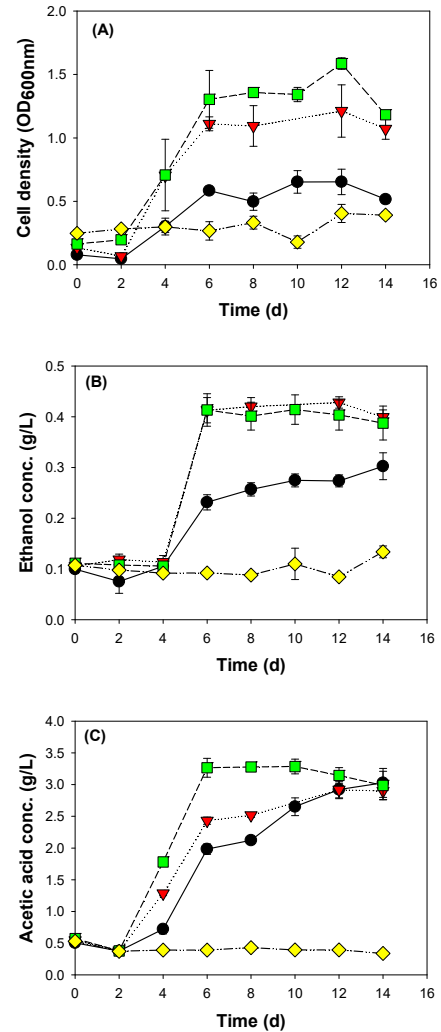 (A)
Cell density (OD600nm)
2.0
1.5
1.0
0.5
0.0
0 2 4 6 8 10 12 14 16
Time (d)
(B)
Ethanol conc. (g/L)
0.5
0.4
0.3
0.2
0.1
0.0
0 2 4 6 8 10 12 14 16
Time (d)
(C)
Acetic acid conc. (g/L)
4.0
3.5
3.0
2.5
2.0
1.5
1.0
0.5
0.0
0 2 4 6 8 10 12 14 16
Time (d)